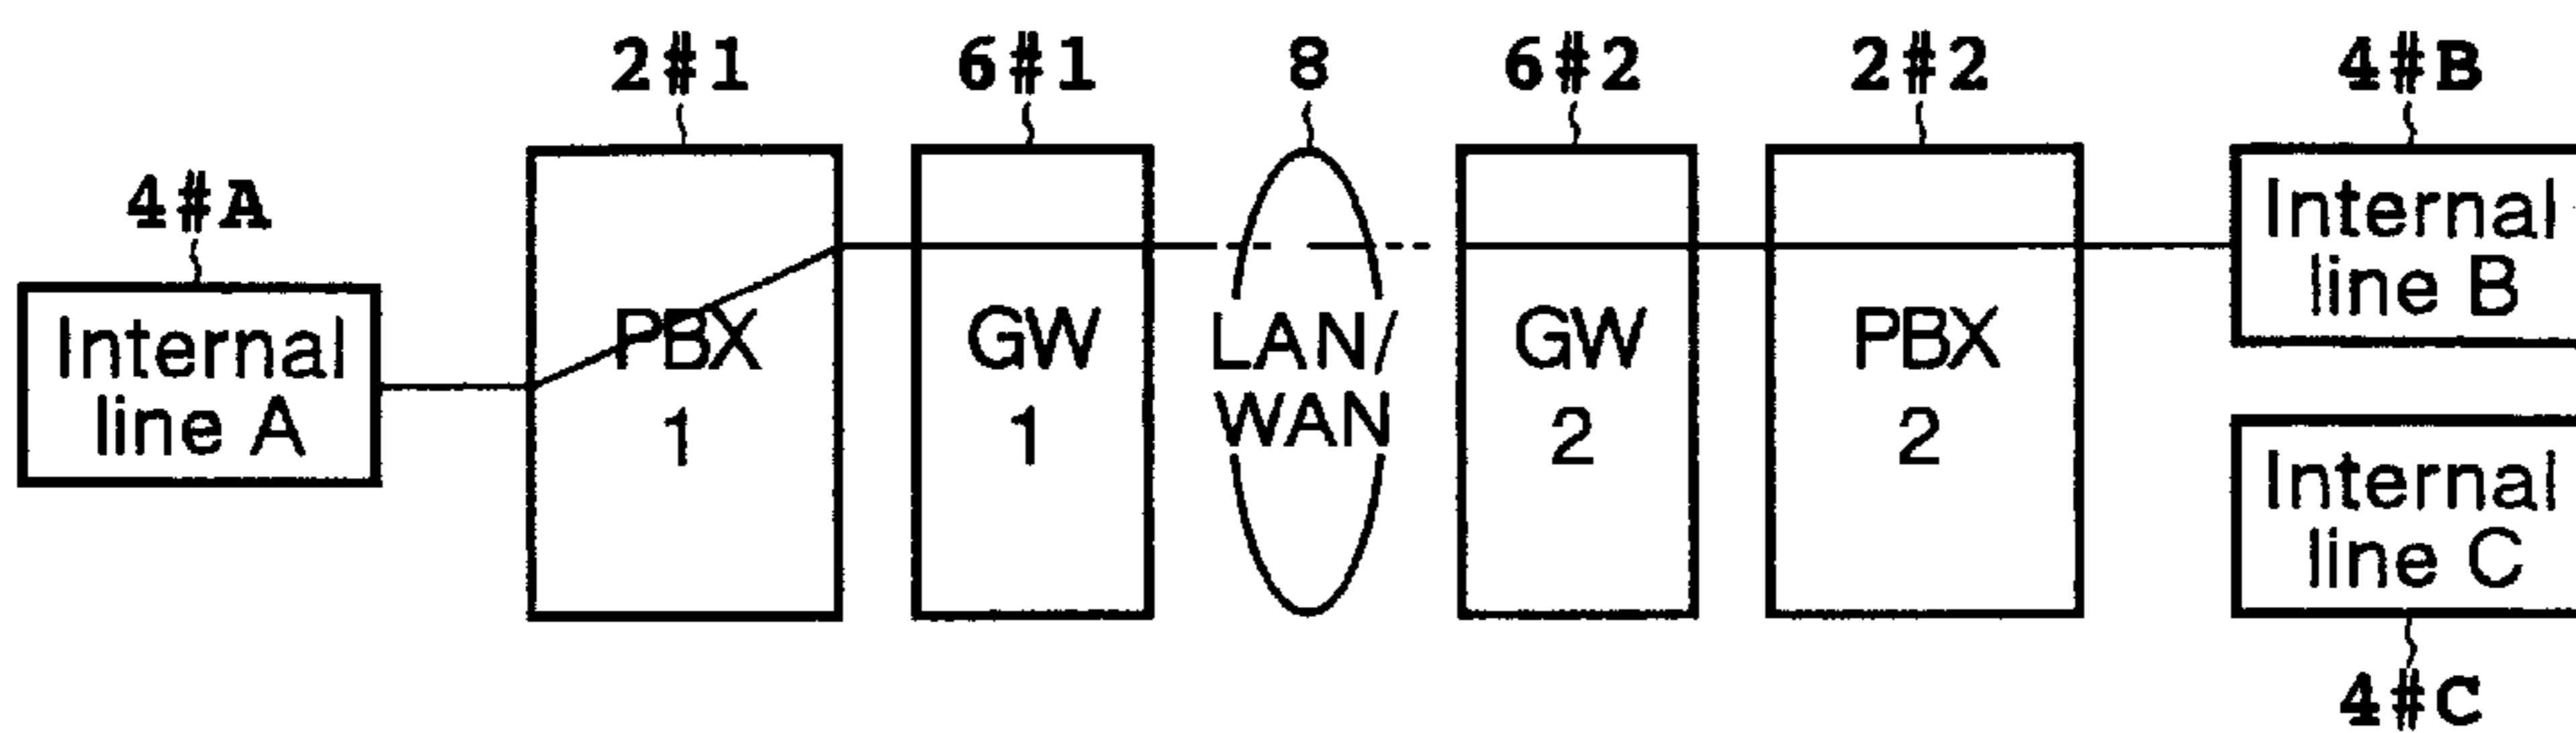 2#1
6#1
8
6#2
2#2
4#B
4#A
Internal
line A
PBX
1
GW
1
LAN/
WAN
GW
2
PBX
2
Internal
line B
Internal
line C
4#C